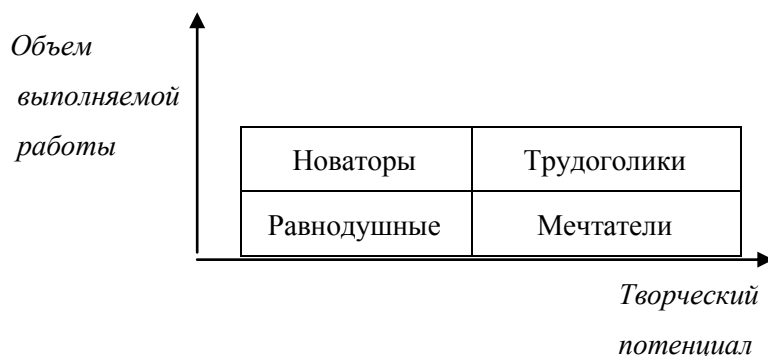 Объем
выполняемой
работы
Новаторы Трудоголики
Равнодушные Мечтатели
Творческий
потенциал